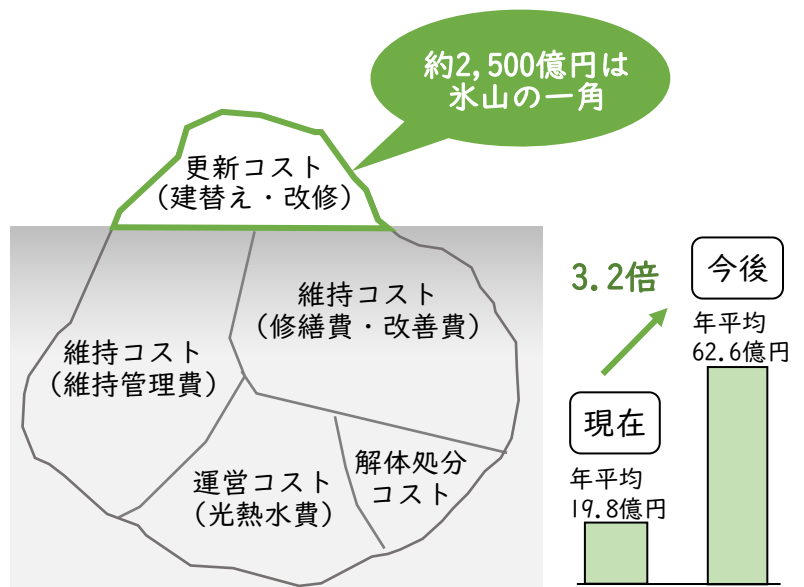 約2,500億円は
氷山の一角
更新コスト
(建替え・改修)
維持コスト
(修繕費・改善費)
維持コスト
(維持管理費)
運営コスト
(光熱水費)
解体処分
コスト
3.2倍
今後
年平均
62.6億円
現在
年平均
19.8億円